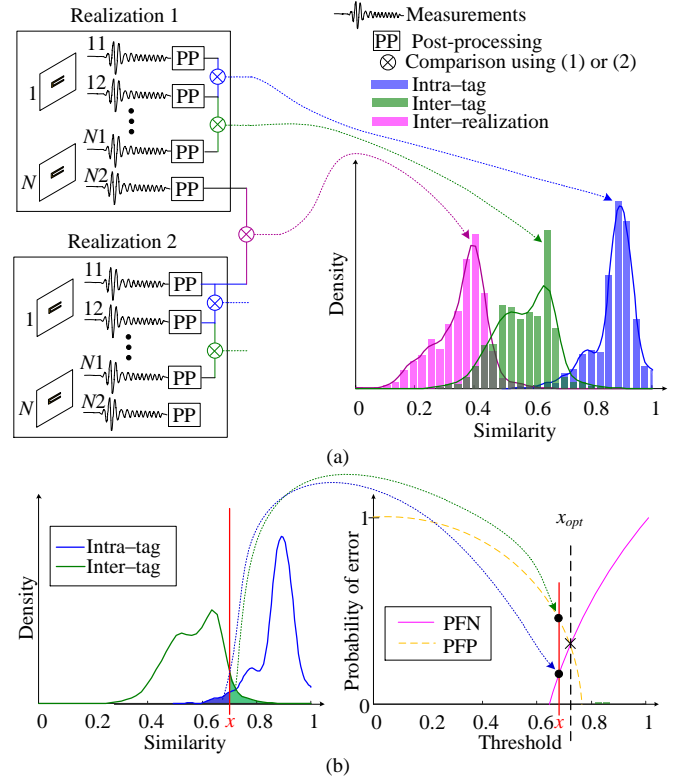 Realization 1
11
PP
12
PP
1
N1
PP
N
N2
PP
Realization 2
11
PP
12
PP
1
N1
PP
N
N2
PP
Measurements
PP Post-processing
Comparison using (1) or (2)
Intra–tag
Inter–tag
Inter–realization
Density
0 0.2 0.4 0.6 0.8 1
Similarity
(a)
Intra–tag
Inter–tag
Density
0 0.2 0.4 0.6 x 0.8 1
Similarity
x_opt
1
PFN
PFP
Probability of error
0
0 0.2 0.4 0.6 x 0.8 1
Threshold
(b)